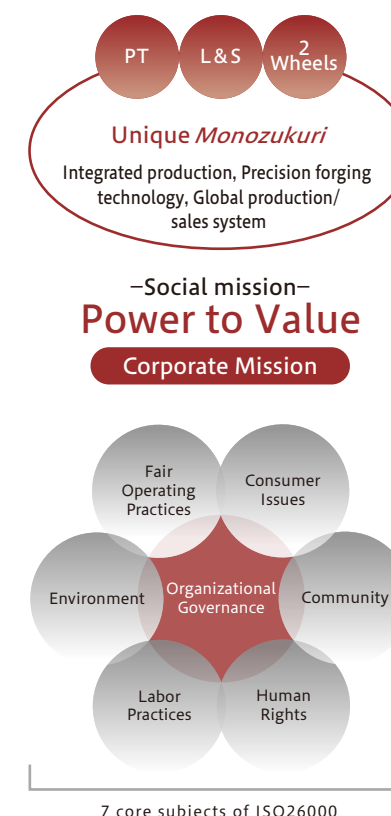 PT
L & S
2
Wheels
Unique Monozukuri
Integrated production, Precision forging
technology, Global production/
sales system
–Social mission–
Power to Value
Corporate Mission
Fair
Operating
Practices
Consumer
Issues
Environment
Organizational
Governance
Community
Labor
Practices
Human
Rights
7 core subjects of ISO26000